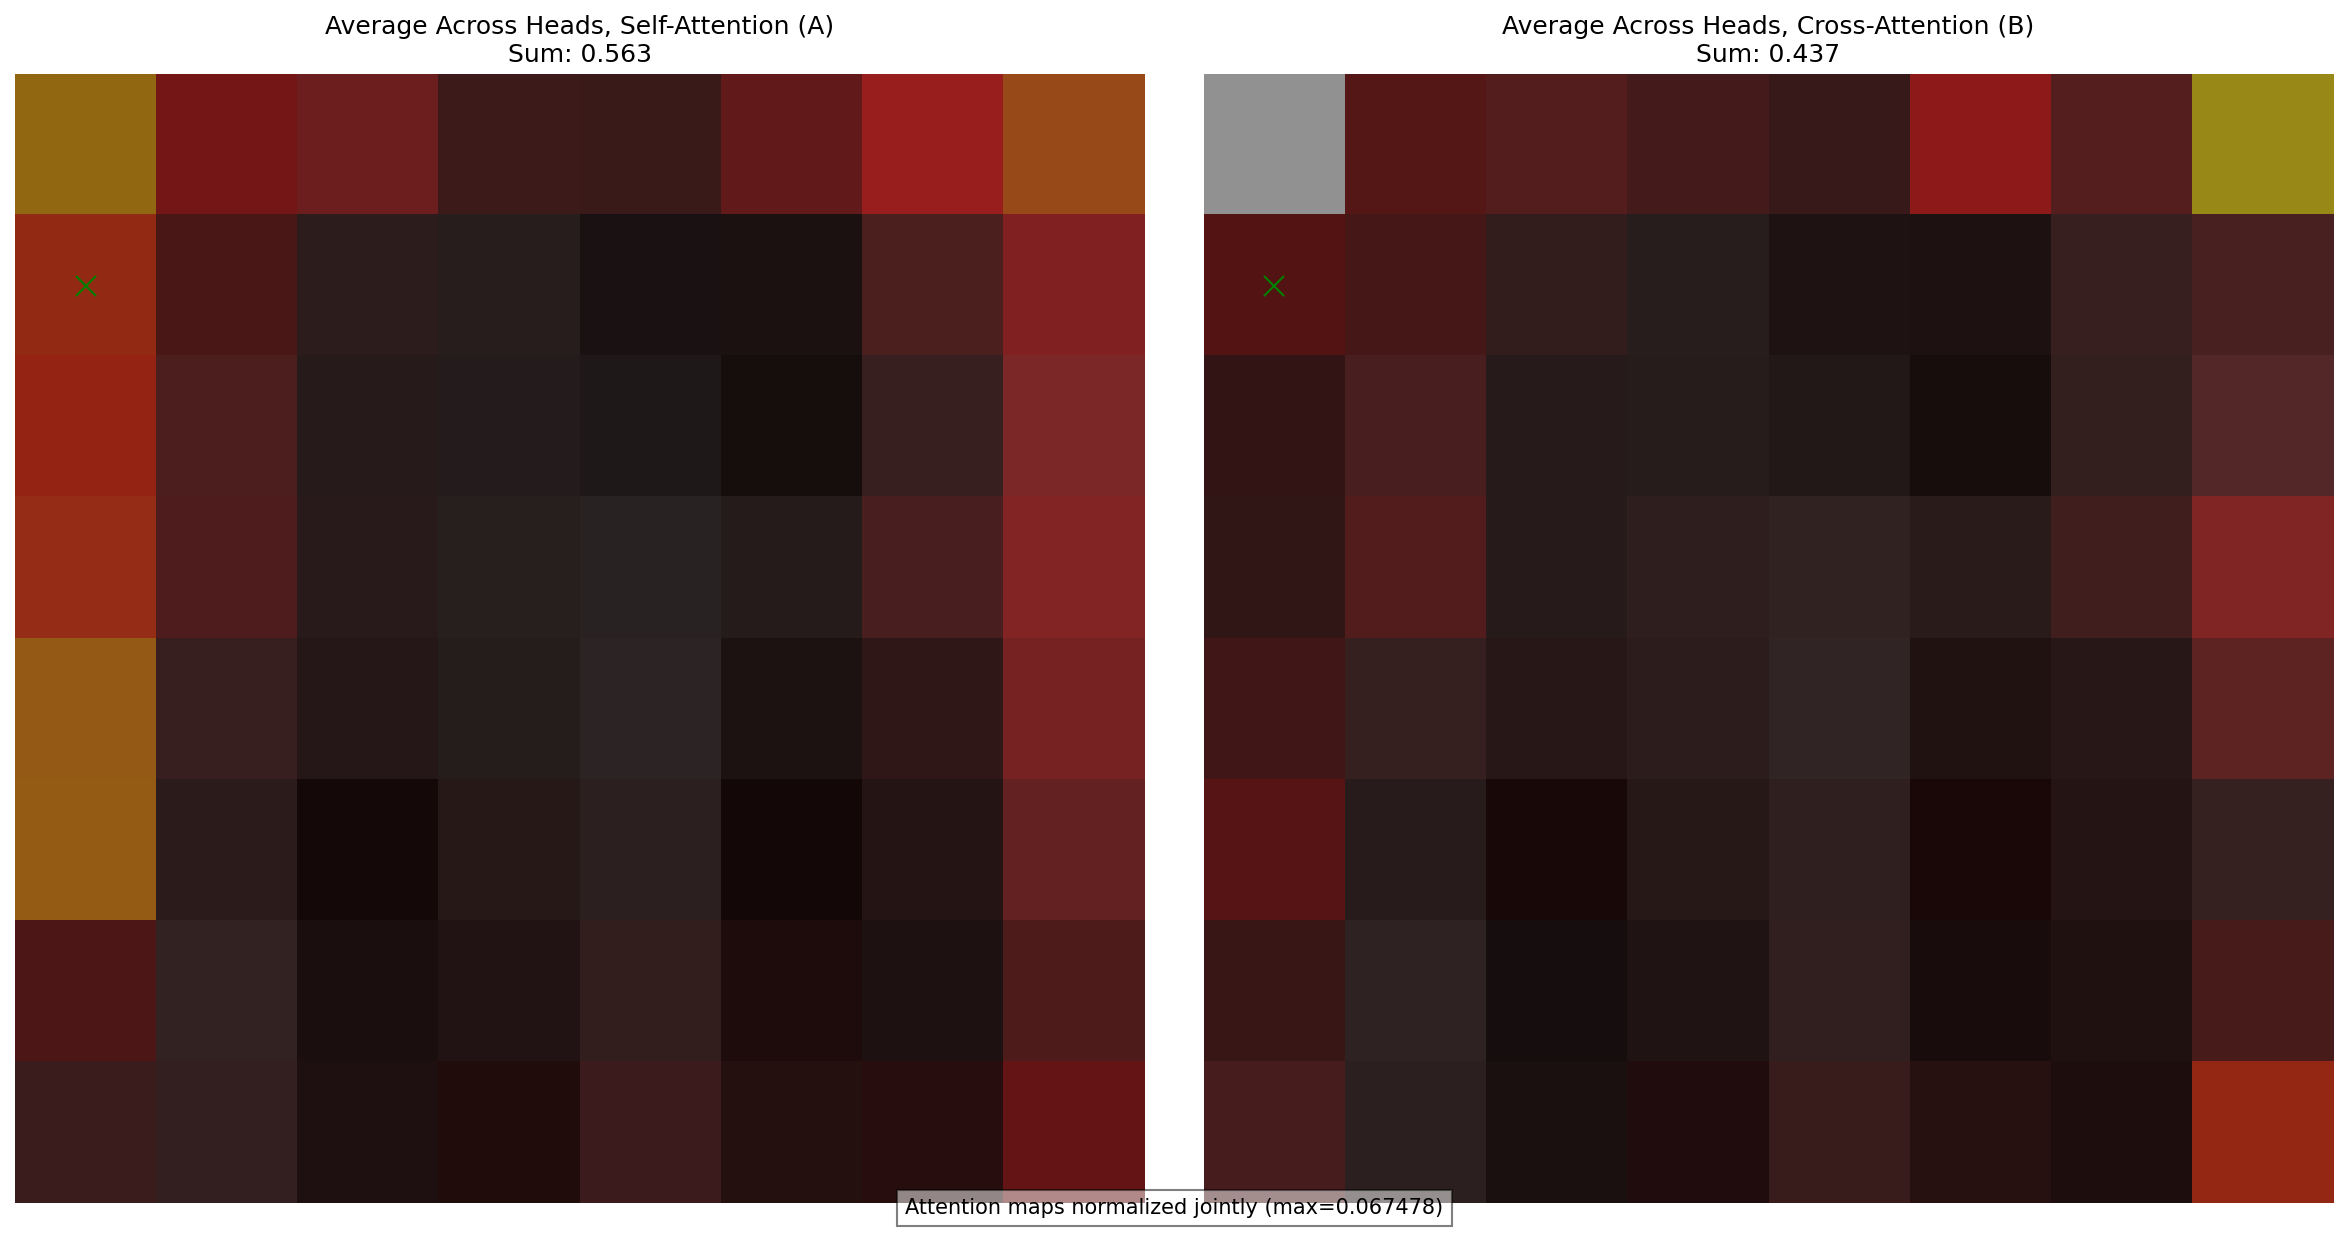 Average Across Heads, Self-Attention (A)
Sum: 0.563
Average Across Heads, Cross-Attention (B)
Sum: 0.437
Attention maps normalized jointly (max=0.067478)